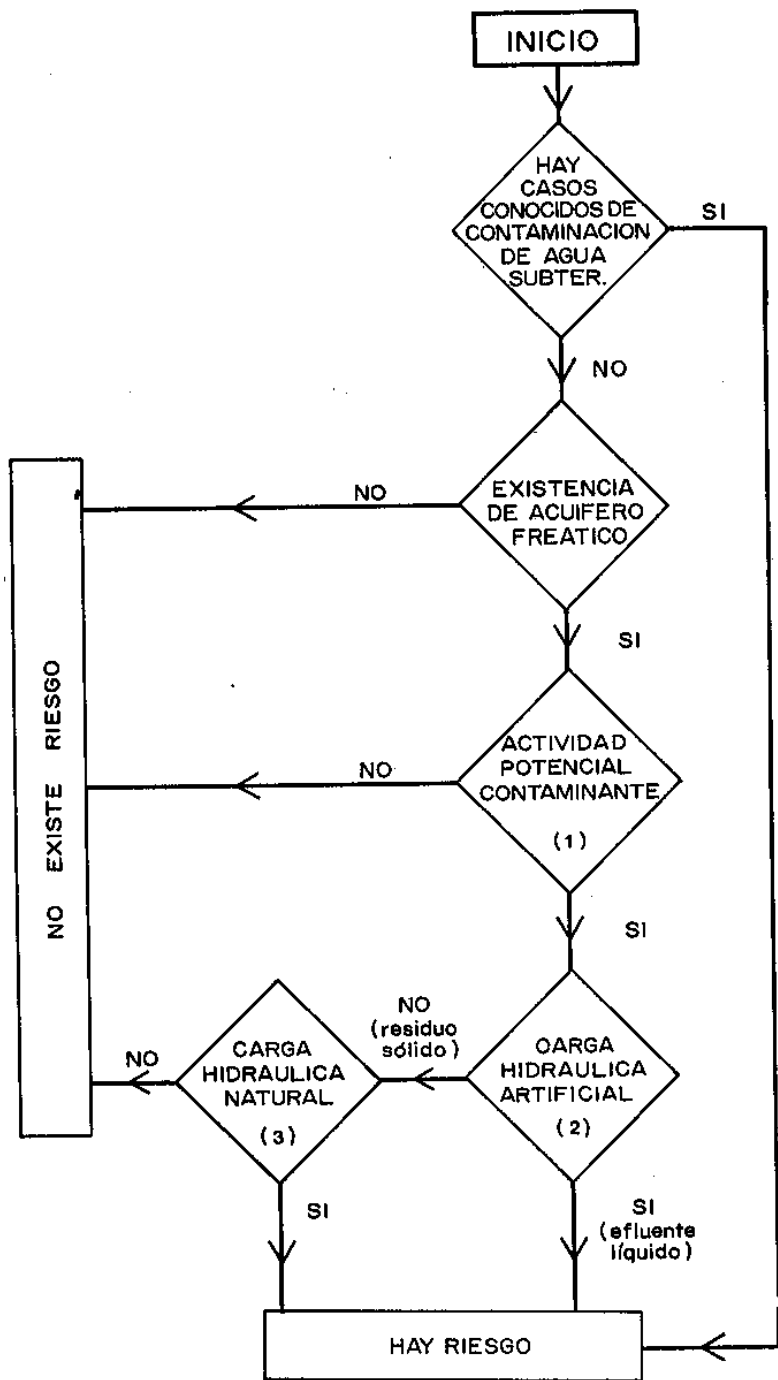 INICIO
HAY
CASOS
CONOCIDOS DE
CONTAMINACION
DE AGUA
SUBTER.
SI
NO
EXISTENCIA
DE ACUIFERO
FREATICO
NO
SI
ACTIVIDAD
POTENCIAL
CONTAMINANTE
(1)
NO
SI
NO EXISTE RIESGO
OARGA
HIDRAULICA
ARTIFICIAL
(2)
NO
(residuo
sólido)
CARGA
HIDRAULICA
NATURAL
(3)
NO
SI
SI
(efluente
líquido)
HAY RIESGO